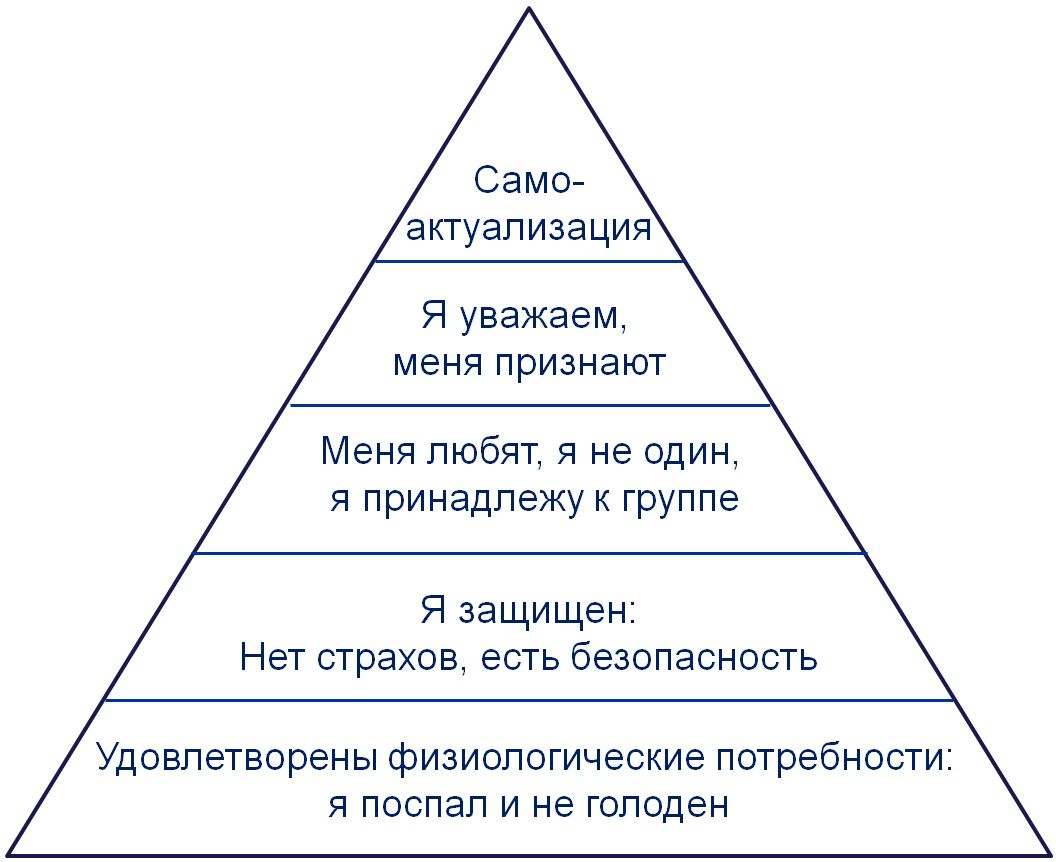 Само-
актуализация
Я уважаем,
меня признают
Меня любят, я не один,
я принадлежу к группе
Я защищен:
Нет страхов, есть безопасность
Удовлетворены физиологические потребности:
я поспал и не голоден